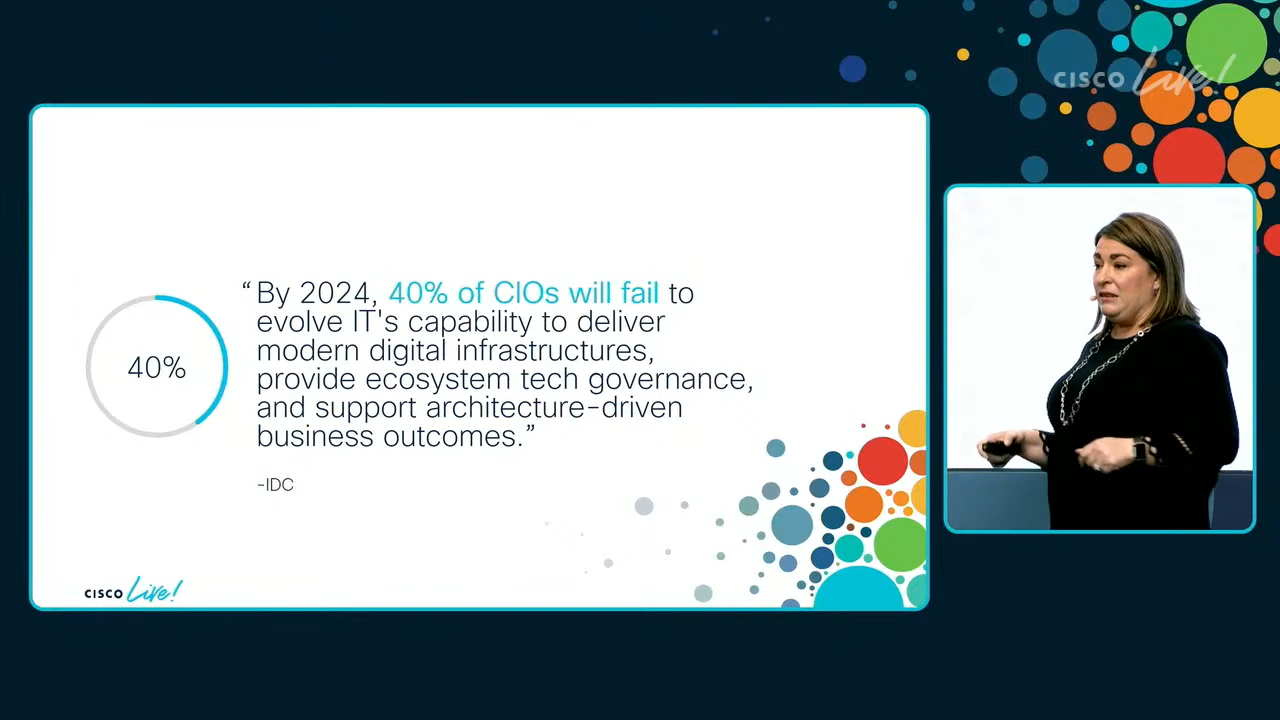 CISCO Live!
40%
“By 2024, 40% of CIOs will fail to
evolve IT's capability to deliver
modern digital infrastructures,
provide ecosystem tech governance,
and support architecture-driven
business outcomes.”
-IDC
CISCO Live!